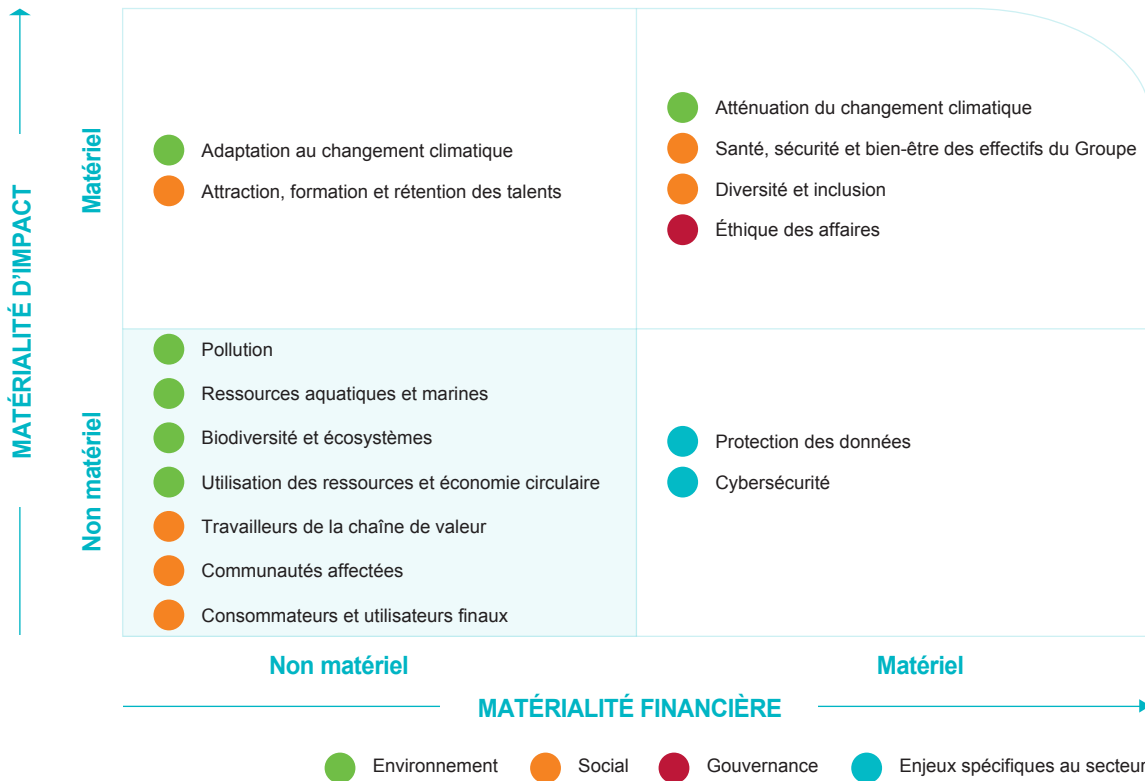 MATÉRIALITÉ D'IMPACT
Matériel
Adaptation au changement climatique
Attraction, formation et rétention des talents
Atténuation du changement climatique
Santé, sécurité et bien-être des effectifs du Groupe
Diversité et inclusion
Éthique des affaires
Non matériel
Pollution
Ressources aquatiques et marines
Biodiversité et écosystèmes
Utilisation des ressources et économie circulaire
Travailleurs de la chaîne de valeur
Communautés affectées
Consommateurs et utilisateurs finaux
Protection des données
Cybersécurité
Non matériel
Matériel
MATÉRIALITÉ FINANCIÈRE
Environnement
Social
Gouvernance
Enjeux spécifiques au secteur